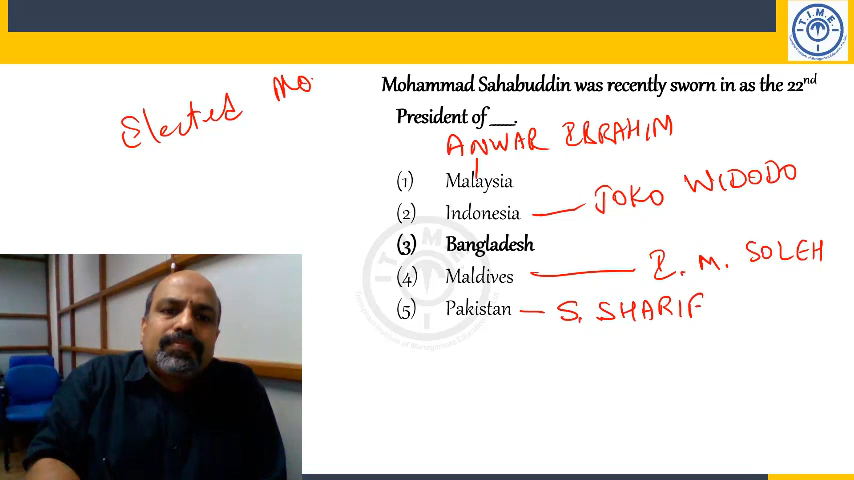 T.I.M.E.
Elected Mo
Mohammad Sahabuddin was recently sworn in as the 22nd
President of ___.
ANWAR IBRAHIM
(1) Malaysia
(2) Indonesia — JOKO WIDODO
(3) Bangladesh
(4) Maldives — I. M. SOLEH
(5) Pakistan — S. SHARIF